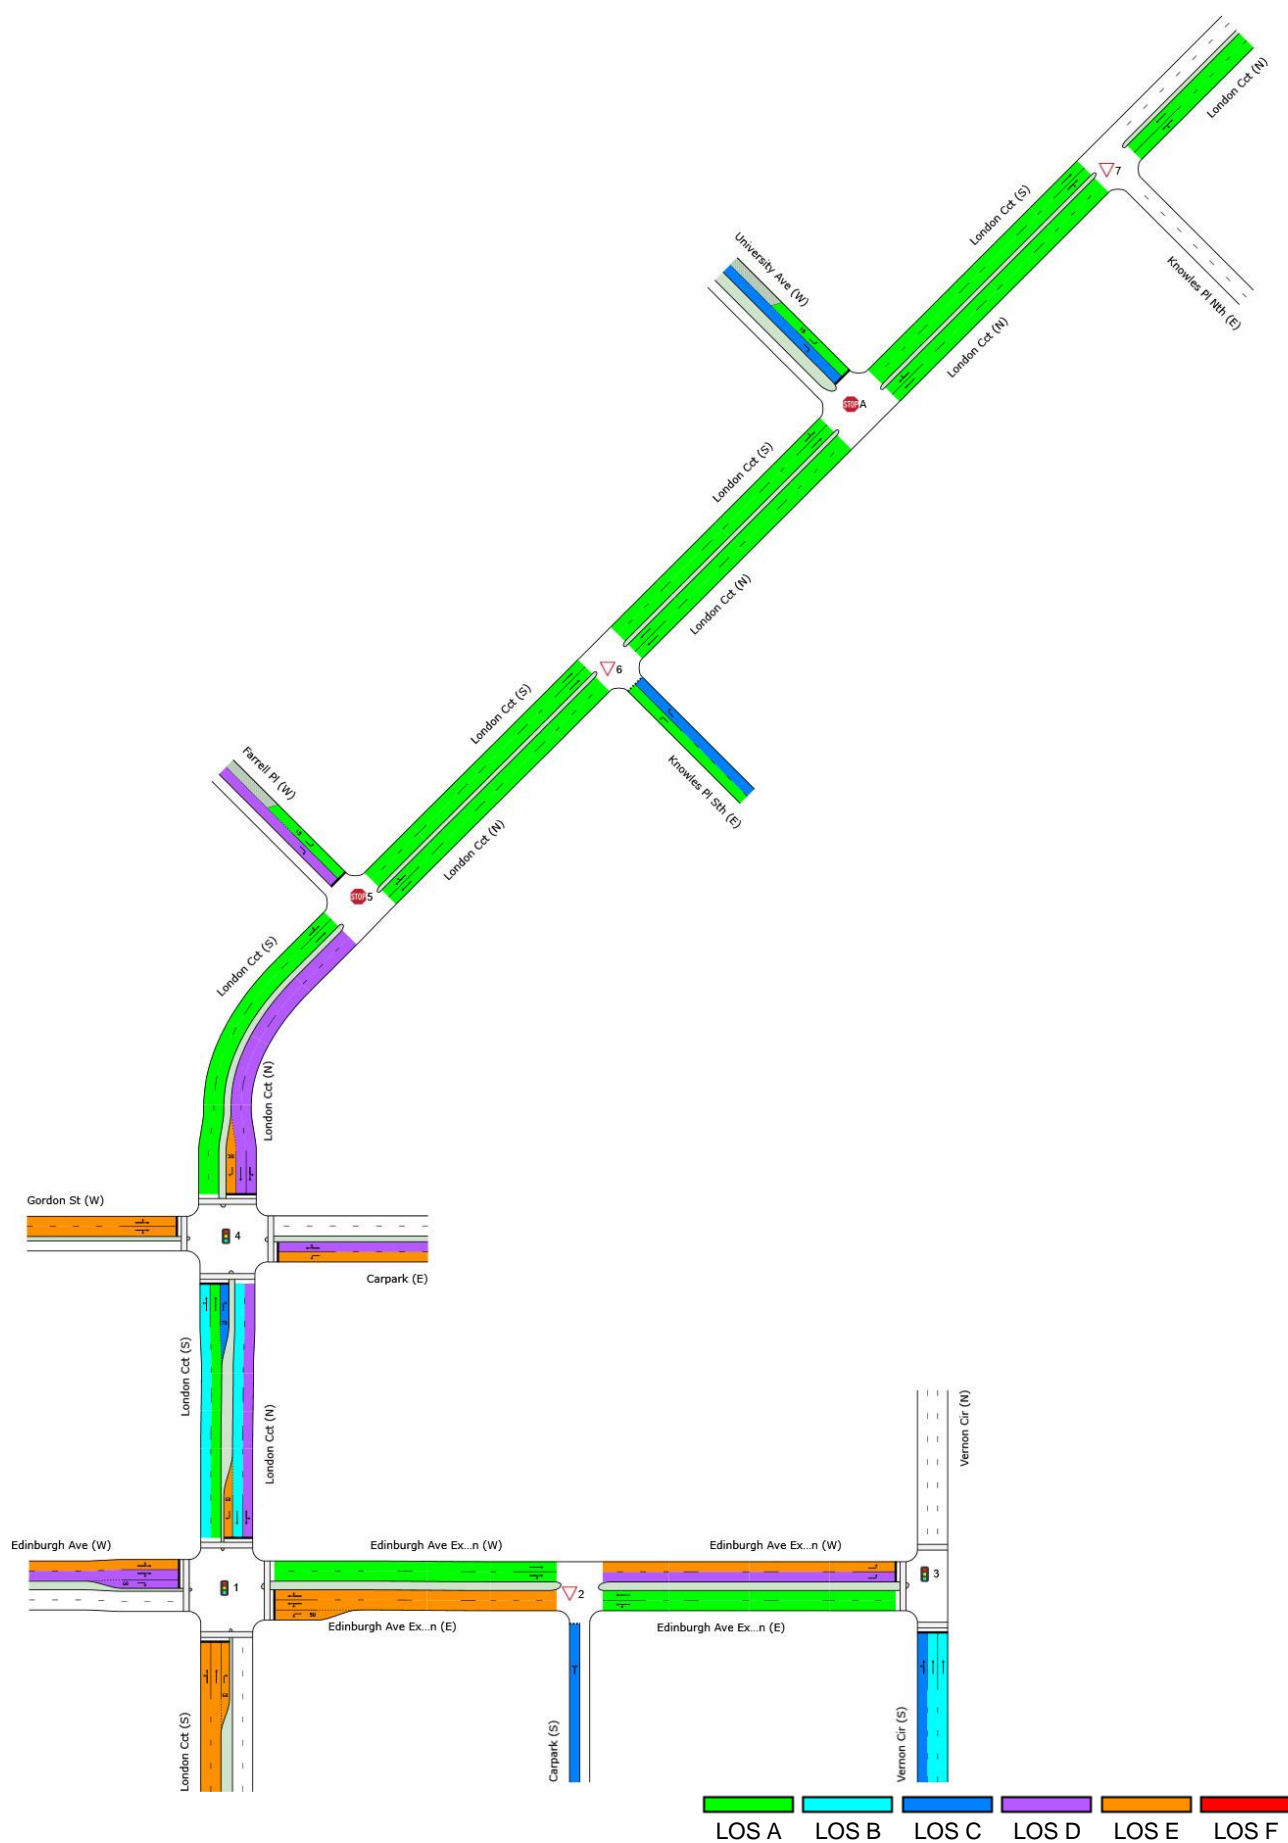 London Cct (N)
7
London Cct (S)
University Ave (W)
Knowles Pl Nth (E)
London Cct (N)
STOP A
London Cct (S)
London Cct (N)
6
London Cct (S)
Knowles Pl Sth (E)
Farrell Pl (W)
London Cct (N)
STOP 5
London Cct (S)
London Cct (N)
Gordon St (W)
4
Carpark (E)
London Cct (S)
London Cct (N)
Vernon Cir (N)
Edinburgh Ave (W)
Edinburgh Ave Ex...n (W)
Edinburgh Ave Ex...n (W)
1
2
3
50
Edinburgh Ave Ex...n (E)
Edinburgh Ave Ex...n (E)
London Cct (S)
Carpark (S)
Vernon Cir (S)
LOS A LOS B LOS C LOS D LOS E LOS F